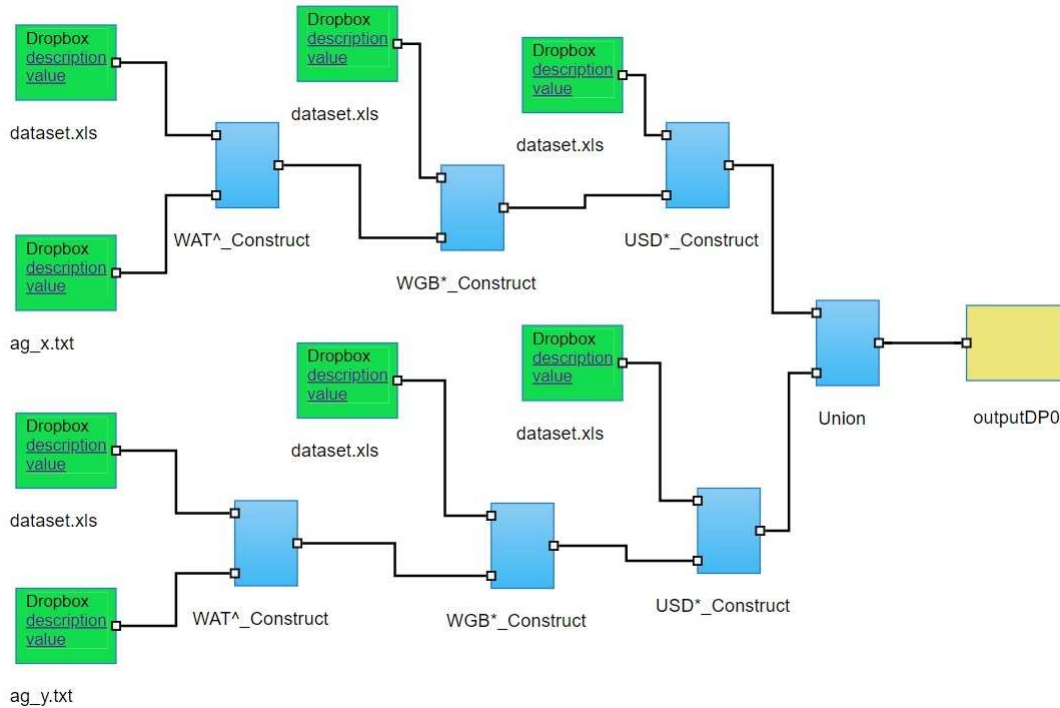 Dropbox
description
value
dataset.xls
Dropbox
description
value
dataset.xls
Dropbox
description
value
dataset.xls
WAT^_Construct
WGB*_Construct
USD*_Construct
Dropbox
description
value
ag_x.txt
Dropbox
description
value
dataset.xls
Dropbox
description
value
dataset.xls
Union
outputDP0
Dropbox
description
value
dataset.xls
WAT^_Construct
WGB*_Construct
USD*_Construct
Dropbox
description
value
ag_y.txt